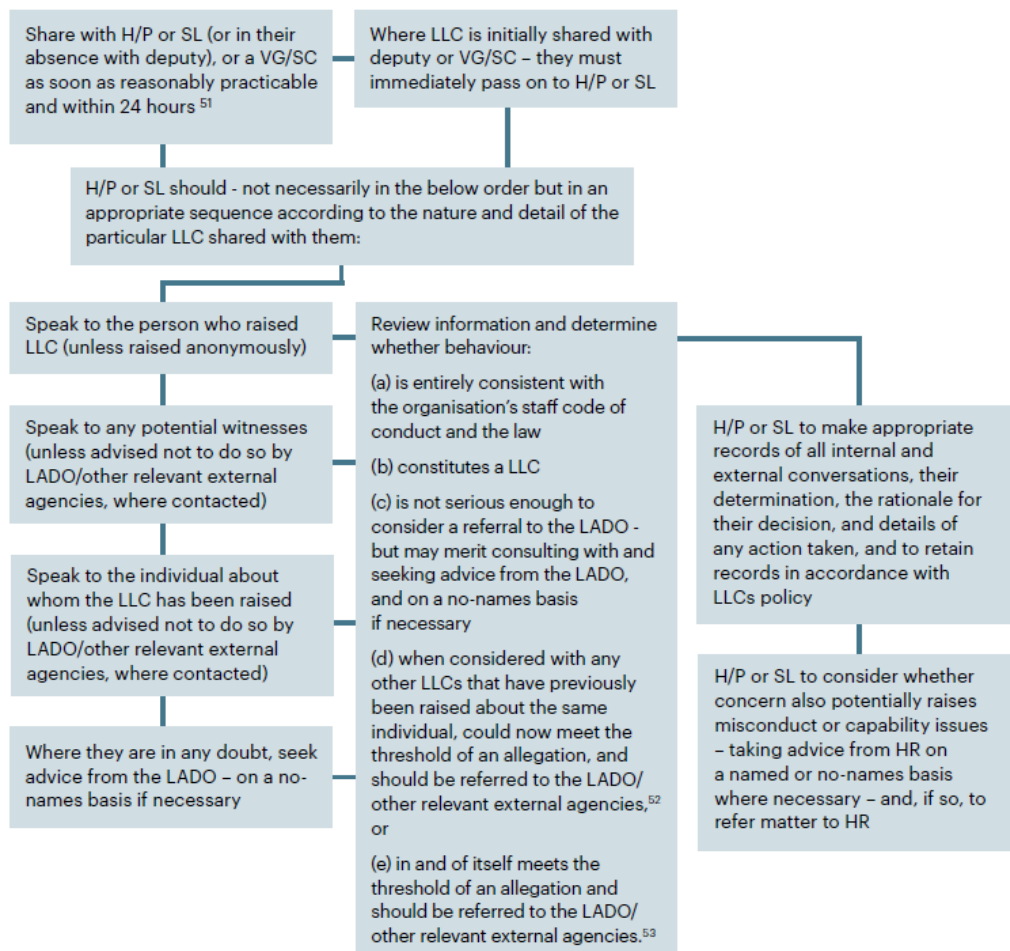 Share with H/P or SL (or in their
absence with deputy), or a VG/SC
as soon as reasonably practicable
and within 24 hours 51
Where LLC is initially shared with
deputy or VG/SC – they must
immediately pass on to H/P or SL
H/P or SL should - not necessarily in the below order but in an
appropriate sequence according to the nature and detail of the
particular LLC shared with them:
Speak to the person who raised
LLC (unless raised anonymously)
Speak to any potential witnesses
(unless advised not to do so by
LADO/other relevant external
agencies, where contacted)
Speak to the individual about
whom the LLC has been raised
(unless advised not to do so by
LADO/other relevant external
agencies, where contacted)
Where they are in any doubt, seek
advice from the LADO – on a no-
names basis if necessary
Review information and determine
whether behaviour:
(a) is entirely consistent with
the organisation's staff code of
conduct and the law
(b) constitutes a LLC
(c) is not serious enough to
consider a referral to the LADO -
but may merit consulting with and
seeking advice from the LADO,
and on a no-names basis
if necessary
(d) when considered with any
other LLCs that have previously
been raised about the same
individual, could now meet the
threshold of an allegation, and
should be referred to the LADO/
other relevant external agencies,52
or
(e) in and of itself meets the
threshold of an allegation and
should be referred to the LADO/
other relevant external agencies.53
H/P or SL to make appropriate
records of all internal and
external conversations, their
determination, the rationale for
their decision, and details of
any action taken, and to retain
records in accordance with
LLCs policy
H/P or SL to consider whether
concern also potentially raises
misconduct or capability issues
– taking advice from HR on
a named or no-names basis
where necessary – and, if so, to
refer matter to HR